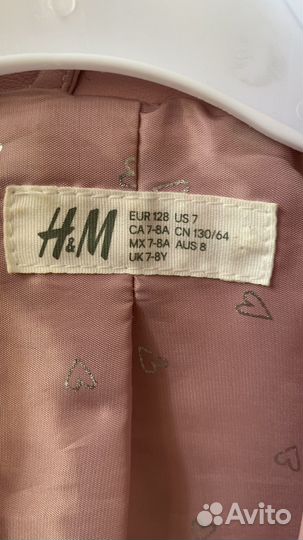 H&M
EUR 128 US 7
CA 7-8A CN 130/64
MX 7-8A AUS 8
UK 7-8Y
Avito